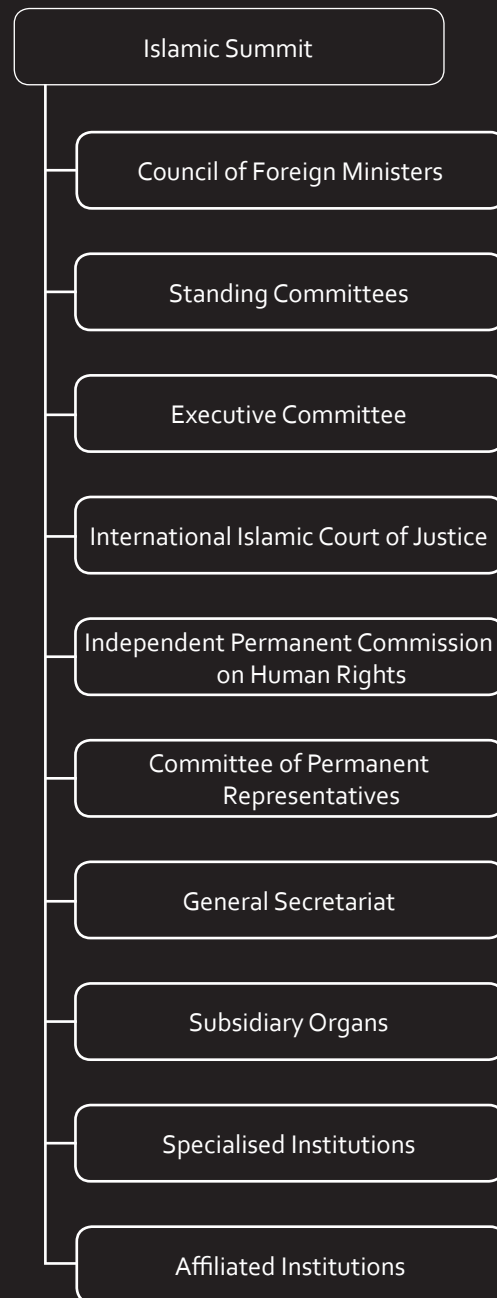 Islamic Summit
Council of Foreign Ministers
Standing Committees
Executive Committee
International Islamic Court of Justice
Independent Permanent Commission
on Human Rights
Committee of Permanent
Representatives
General Secretariat
Subsidiary Organs
Specialised Institutions
Affiliated Institutions